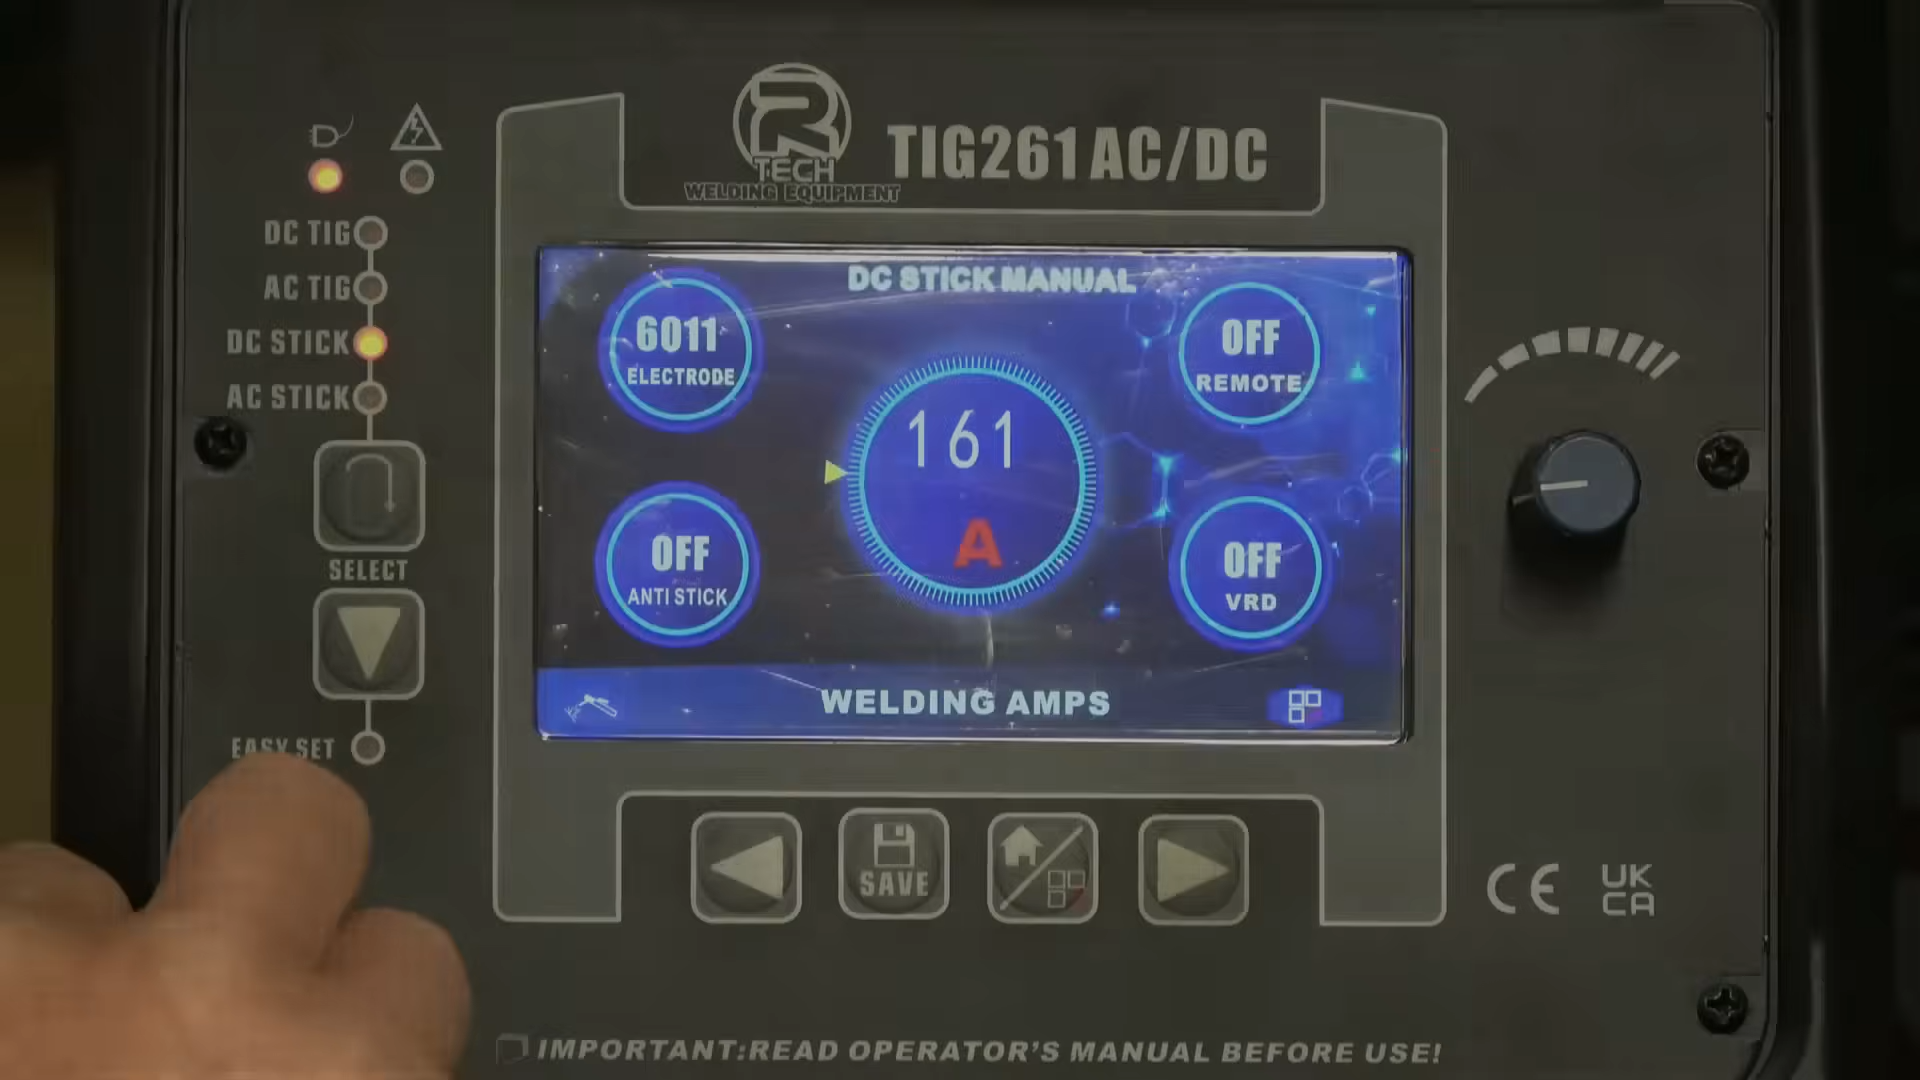 R
TECH
WELDING EQUIPMENT
TIG261 AC/DC
DC TIG
AC TIG
DC STICK
AC STICK
SELECT
EASY SET
DC STICK MANUAL
6011
ELECTRODE
OFF
REMOTE
161
A
OFF
ANTI STICK
OFF
VRD
WELDING AMPS
SAVE
CE
UK
CA
IMPORTANT:READ OPERATOR'S MANUAL BEFORE USE!